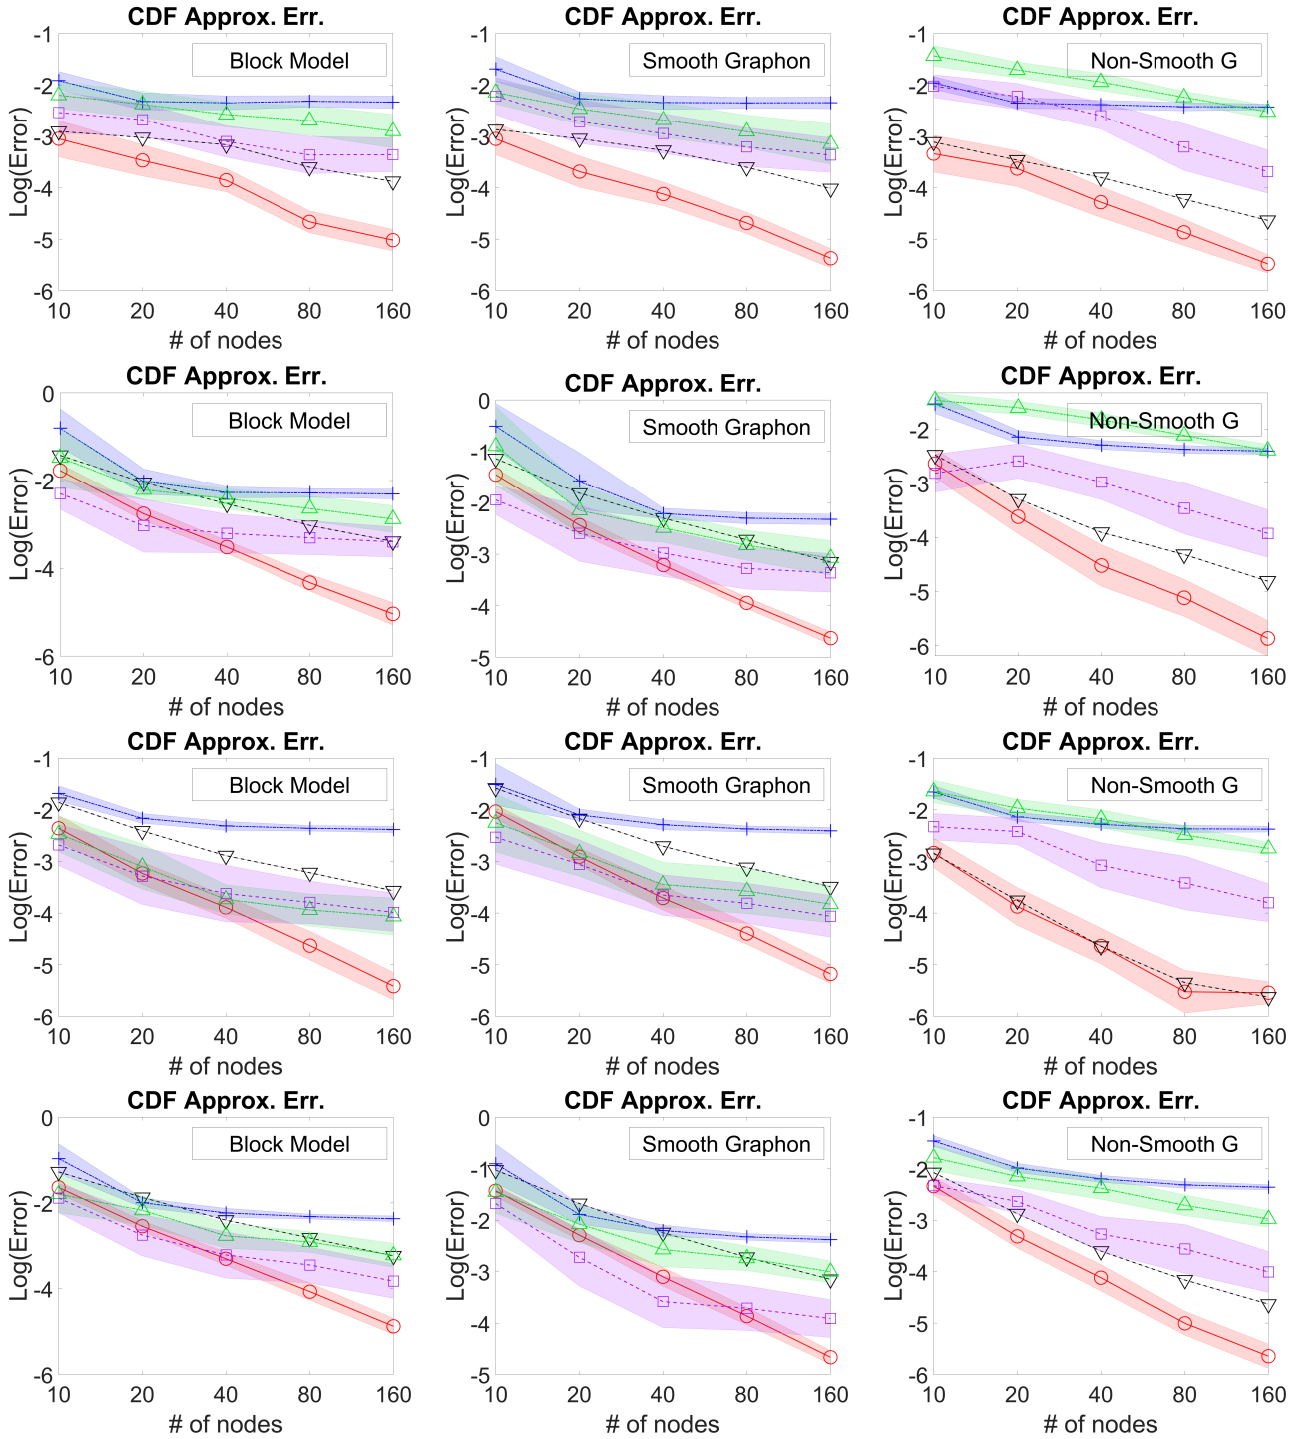 CDF Approx. Err. CDF Approx. Err. CDF Approx. Err.
Block Model Smooth Graphon Non-Smooth G
Log(Error) Log(Error) Log(Error)
-1 -1 -1
-2 -2 -2
-3 -3 -3
-4 -4 -4
-5 -5 -5
-6 -6 -6
10 20 40 80 160 10 20 40 80 160 10 20 40 80 160
# of nodes # of nodes # of nodes
CDF Approx. Err. CDF Approx. Err. CDF Approx. Err.
Block Model Smooth Graphon Non-Smooth G
Log(Error) Log(Error) Log(Error)
0 0 -2
-2 -1 -3
-4 -2 -4
-6 -3 -5
-4 -6
-5
10 20 40 80 160 10 20 40 80 160 10 20 40 80 160
# of nodes # of nodes # of nodes
CDF Approx. Err. CDF Approx. Err. CDF Approx. Err.
Block Model Smooth Graphon Non-Smooth G
Log(Error) Log(Error) Log(Error)
-1 -1 -1
-2 -2 -2
-3 -3 -3
-4 -4 -4
-5 -5 -5
-6 -6 -6
10 20 40 80 160 10 20 40 80 160 10 20 40 80 160
# of nodes # of nodes # of nodes
CDF Approx. Err. CDF Approx. Err. CDF Approx. Err.
Block Model Smooth Graphon Non-Smooth G
Log(Error) Log(Error) Log(Error)
0 0 -1
-2 -1 -2
-4 -2 -3
-6 -3 -4
-4 -5
-5 -6
10 20 40 80 160 10 20 40 80 160 10 20 40 80 160
# of nodes # of nodes # of nodes